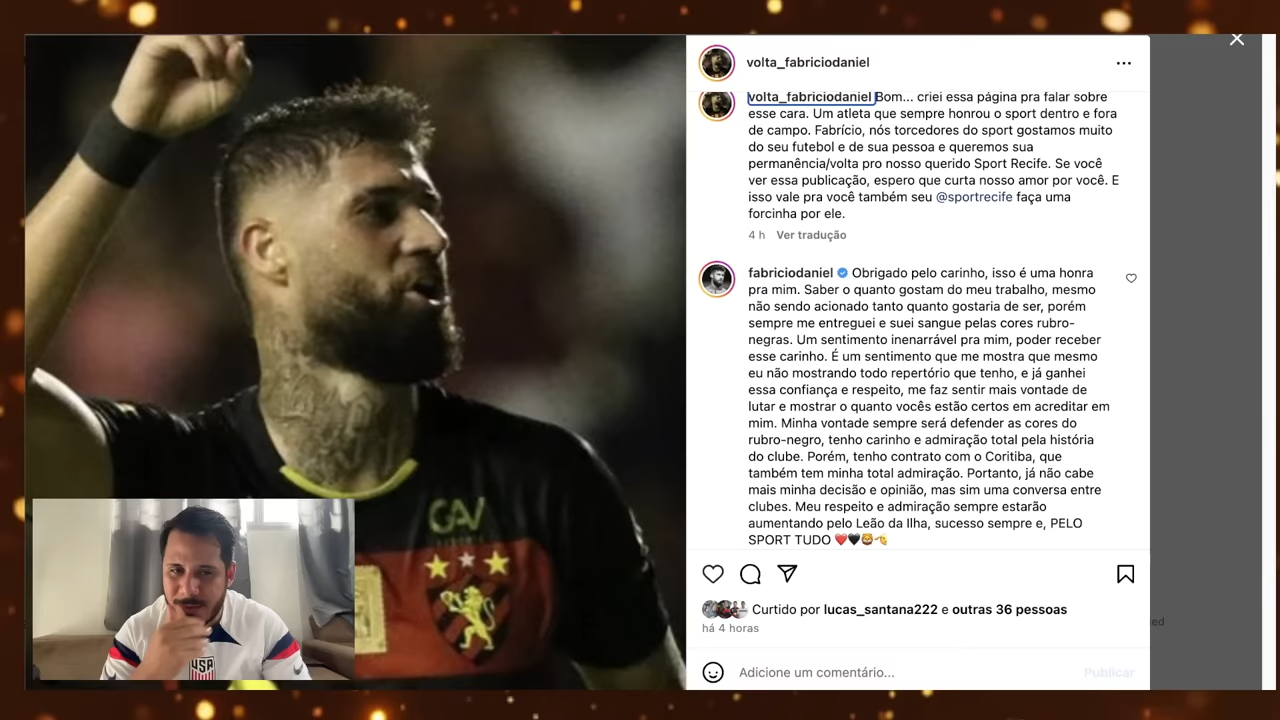 volta_fabriciodaniel
volta_fabriciodaniel Bom... criei essa página pra falar sobre
esse cara. Um atleta que sempre honrou o sport dentro e fora
de campo. Fabrício, nós torcedores do sport gostamos muito
do seu futebol e de sua pessoa e queremos sua
permanência/volta pro nosso querido Sport Recife. Se você
ver essa publicação, espero que curta nosso amor por você. E
isso vale pra você também seu @sportrecife faça uma
forcinha por ele.
4 h Ver tradução
fabriciodaniel Obrigado pelo carinho, isso é uma honra
pra mim. Saber o quanto gostam do meu trabalho, mesmo
não sendo acionado tanto quanto gostaria de ser, porém
sempre me entreguei e suei sangue pelas cores rubro-
negras. Um sentimento inenarrável pra mim, poder receber
esse carinho. É um sentimento que me mostra que mesmo
eu não mostrando todo repertório que tenho, e já ganhei
essa confiança e respeito, me faz sentir mais vontade de
lutar e mostrar o quanto vocês estão certos em acreditar em
mim. Minha vontade sempre será defender as cores do
rubro-negro, tenho carinho e admiração total pela história
do clube. Porém, tenho contrato com o Coritiba, que
também tem minha total admiração. Portanto, já não cabe
mais minha decisão e opinião, mas sim uma conversa entre
clubes. Meu respeito e admiração sempre estarão
aumentando pelo Leão da Ilha, sucesso sempre e, PELO
SPORT TUDO ❤️🖤🦁🤙
Curtido por lucas_santana222 e outras 36 pessoas
há 4 horas
Adicione um comentário...
Publicar
ed
USA